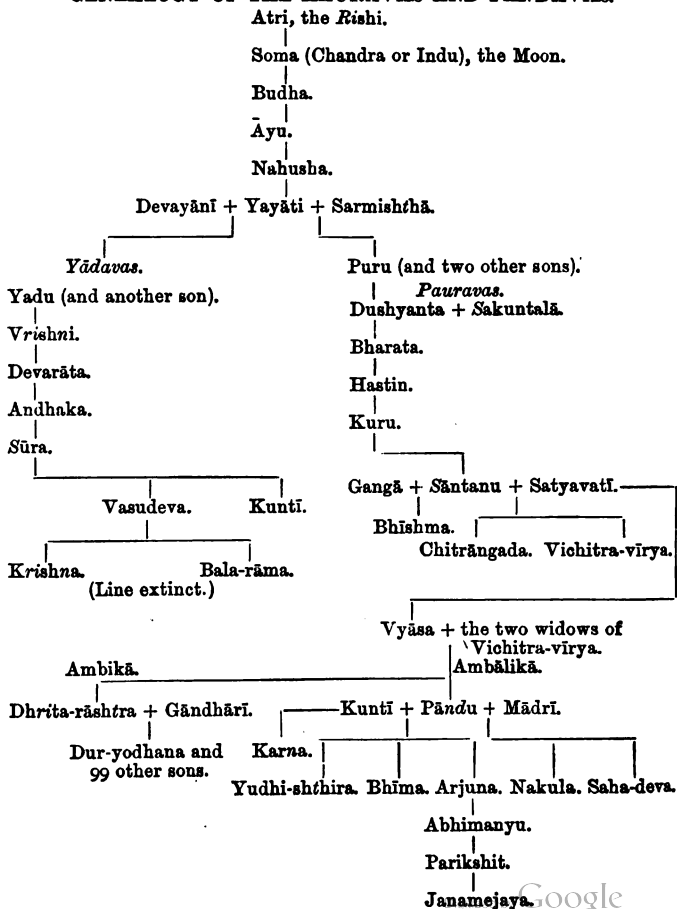 Atri, the Rishi.
Soma (Chandra or Indu), the Moon.
Budha.
Āyu.
Nahusha.
Devayānī + Yayāti + Sarmishthā.
Yādavas.
Puru (and two other sons).
Yadu (and another son).
Pauravas.
Dushyanta + Sakuntalā.
Vrishni.
Bharata.
Devarāta.
Hastin.
Andhaka.
Kuru.
Sūra.
Gangā + Sāntanu + Satyavatī.
Vasudeva. Kuntī.
Bhīshma.
Chitrāngada. Vichitra-vīrya.
Krishna. Bala-rāma.
(Line extinct.)
Vyāsa + the two widows of
Vichitra-vīrya.
Ambikā. Ambālikā.
Dhrita-rāshtra + Gāndhārī. Kuntī + Pāndu + Mādrī.
Dur-yodhana and
99 other sons.
Karna.
Yudhi-shthira. Bhīma. Arjuna. Nakula. Saha-deva.
Abhimanyu.
Parikshit.
Janamejaya.
Google